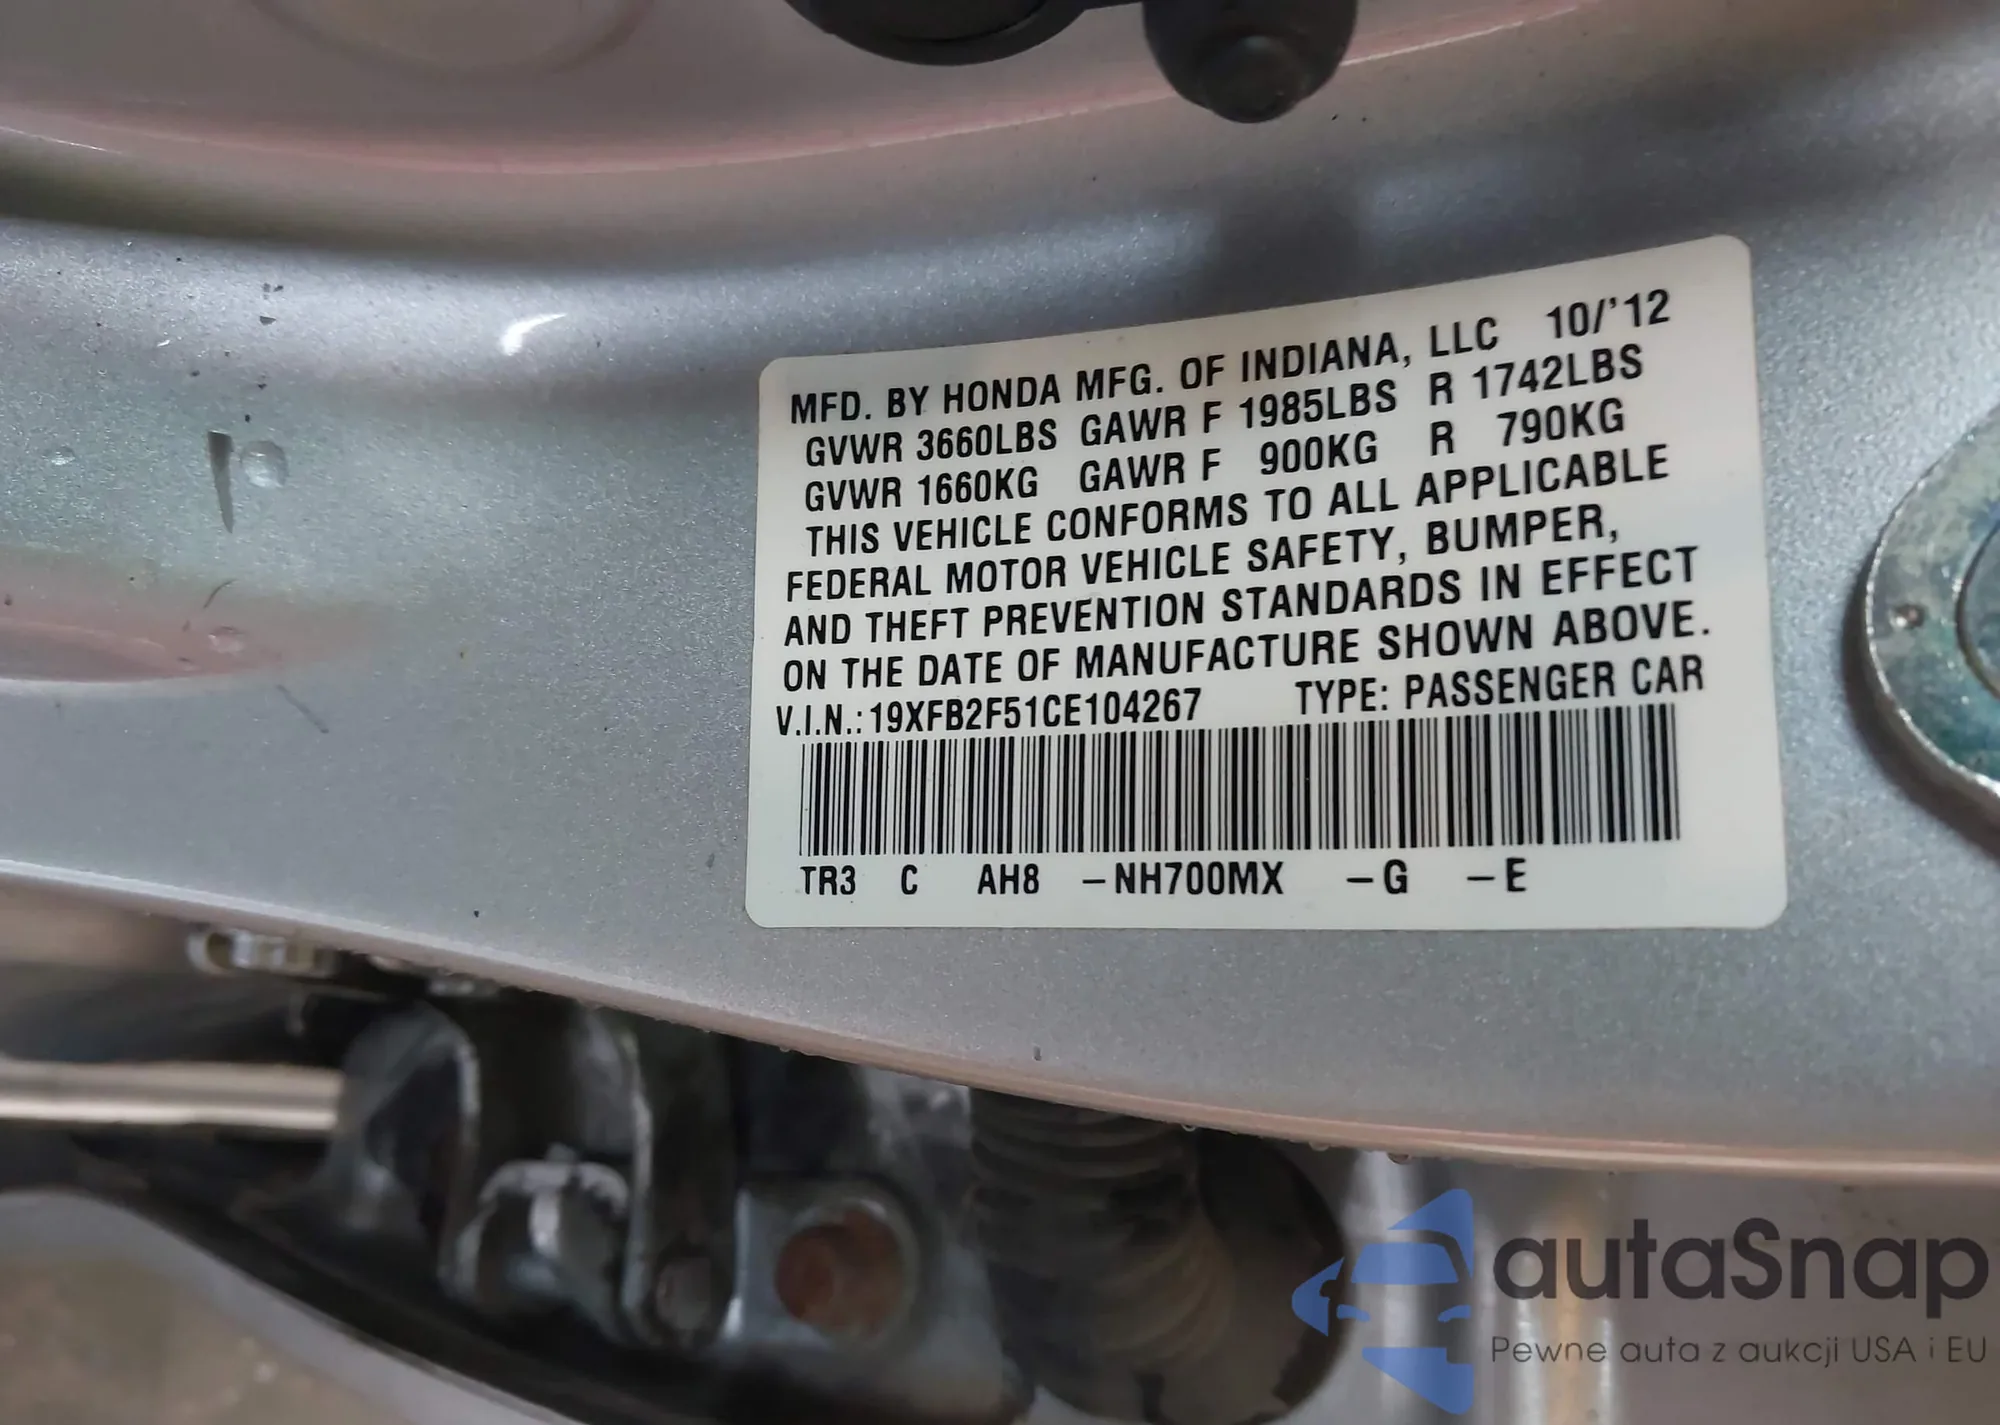 MFD. BY HONDA MFG. OF INDIANA, LLC 10/'12
GVWR 3660LBS GAWR F 1985LBS R 1742LBS
GVWR 1660KG GAWR F 900KG R 790KG
THIS VEHICLE CONFORMS TO ALL APPLICABLE
FEDERAL MOTOR VEHICLE SAFETY, BUMPER,
AND THEFT PREVENTION STANDARDS IN EFFECT
ON THE DATE OF MANUFACTURE SHOWN ABOVE.
V.I.N.: 19XFB2F51CE104267 TYPE: PASSENGER CAR
TR3 C AH8 –NH700MX –G –E
autaSnap
Pewne auta z aukcji USA i EU